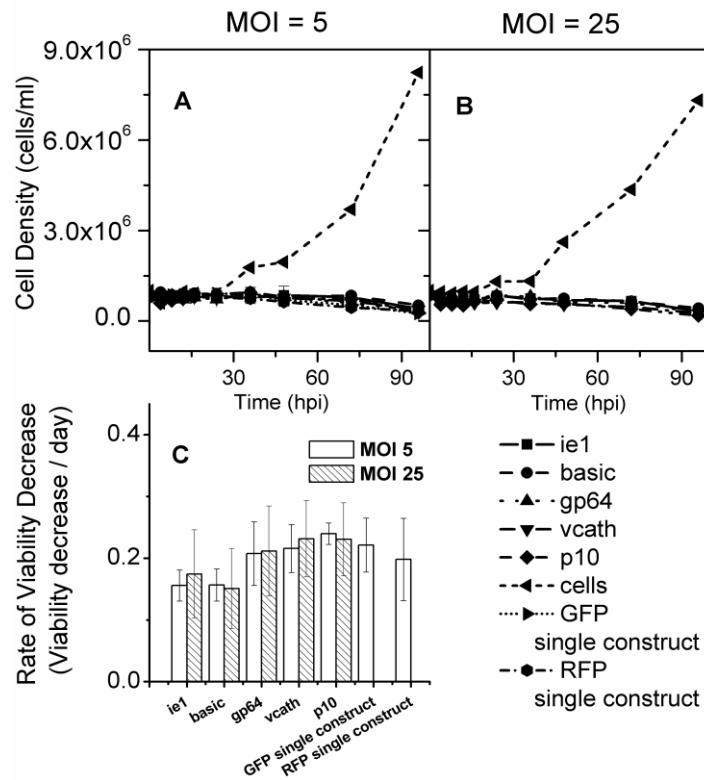 MOI = 5
MOI = 25
9.0x10⁶
6.0x10⁶
3.0x10⁶
0.0
Cell Density (cells/ml)
A
B
30
60
90
30
60
90
Time (hpi)
Time (hpi)
0.4
0.2
0.0
Rate of Viability Decrease
(Viability decrease / day)
C
MOI 5
MOI 25
ie1
basic
gp64
vcath
p10
GFP single construct
RFP single construct
ie1
basic
gp64
vcath
p10
cells
GFP
single construct
RFP
single construct